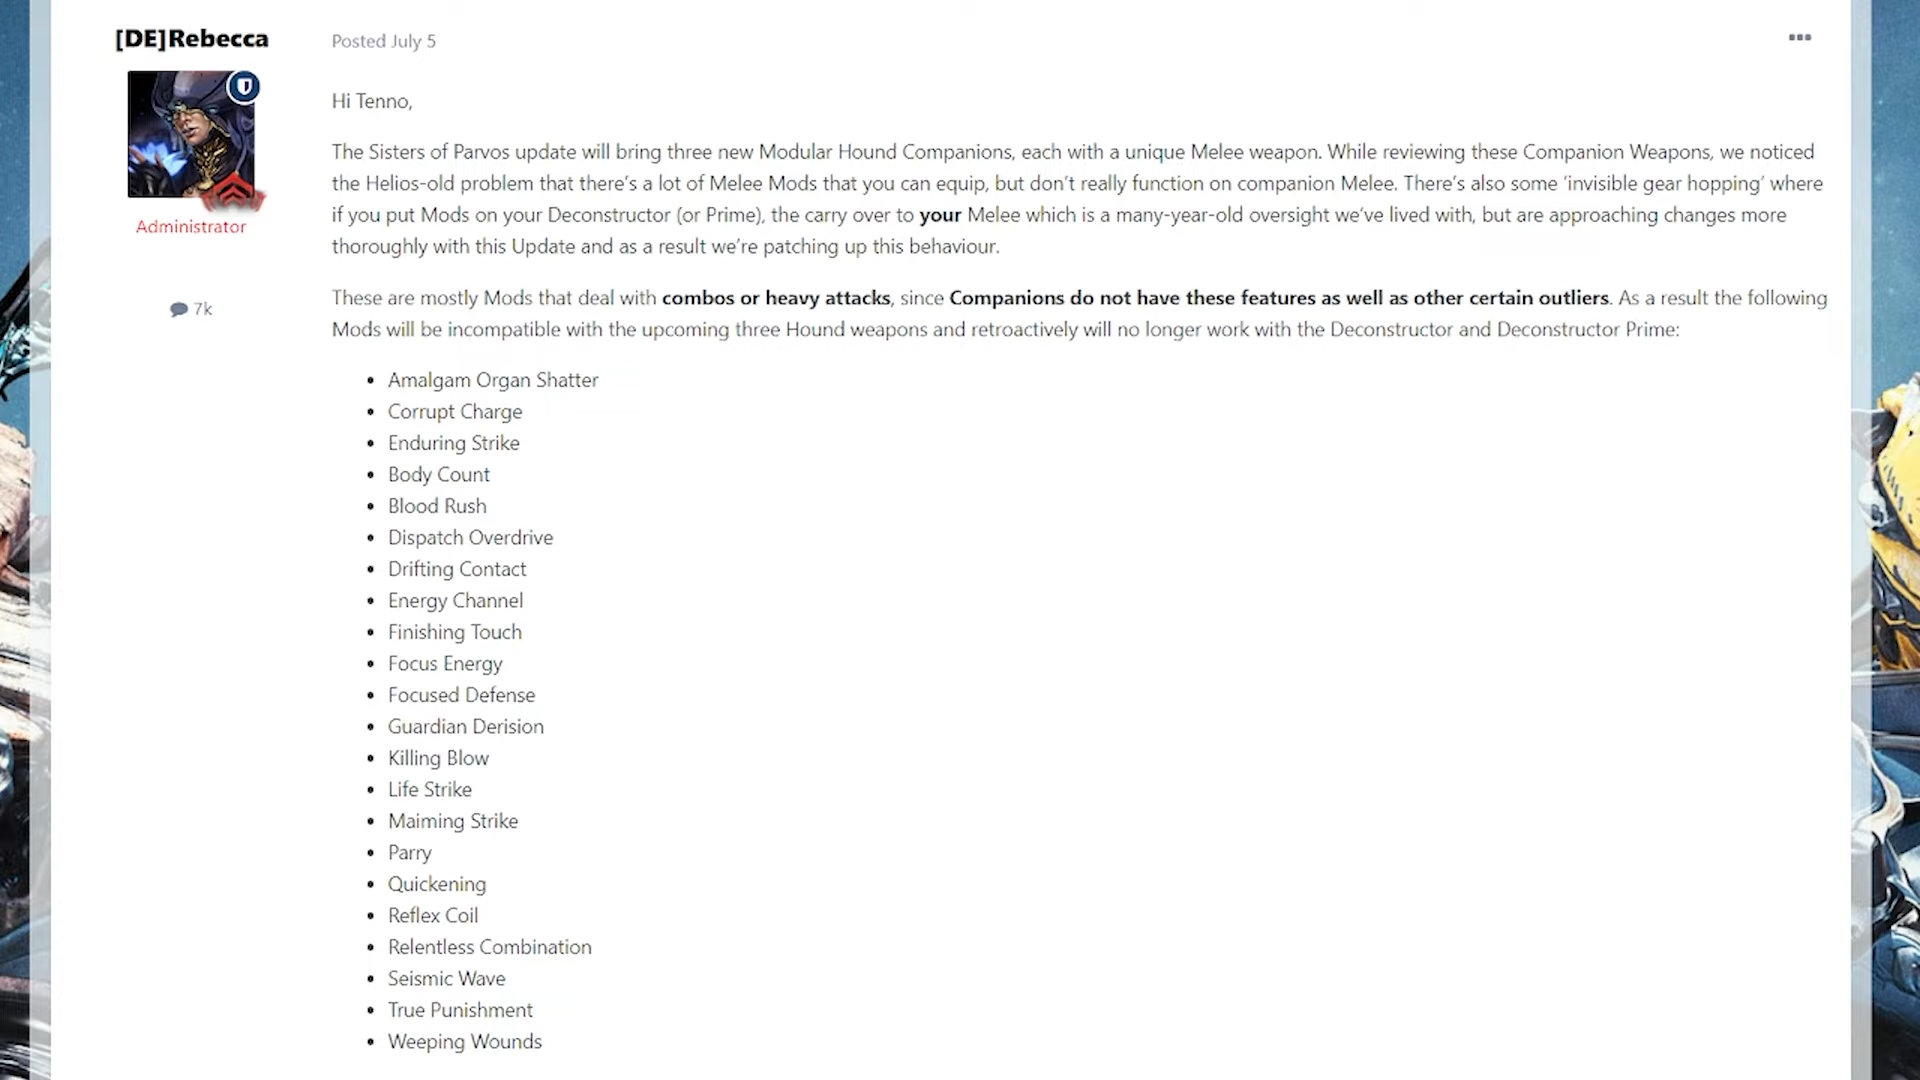 [DE]Rebecca
Posted July 5
Administrator
7k
Hi Tenno,
The Sisters of Parvos update will bring three new Modular Hound Companions, each with a unique Melee weapon. While reviewing these Companion Weapons, we noticed
the Helios-old problem that there's a lot of Melee Mods that you can equip, but don't really function on companion Melee. There's also some 'invisible gear hopping' where
if you put Mods on your Deconstructor (or Prime), the carry over to your Melee which is a many-year-old oversight we've lived with, but are approaching changes more
thoroughly with this Update and as a result we're patching up this behaviour.
These are mostly Mods that deal with combos or heavy attacks, since Companions do not have these features as well as other certain outliers. As a result the following
Mods will be incompatible with the upcoming three Hound weapons and retroactively will no longer work with the Deconstructor and Deconstructor Prime:
• Amalgam Organ Shatter
• Corrupt Charge
• Enduring Strike
• Body Count
• Blood Rush
• Dispatch Overdrive
• Drifting Contact
• Energy Channel
• Finishing Touch
• Focus Energy
• Focused Defense
• Guardian Derision
• Killing Blow
• Life Strike
• Maiming Strike
• Parry
• Quickening
• Reflex Coil
• Relentless Combination
• Seismic Wave
• True Punishment
• Weeping Wounds